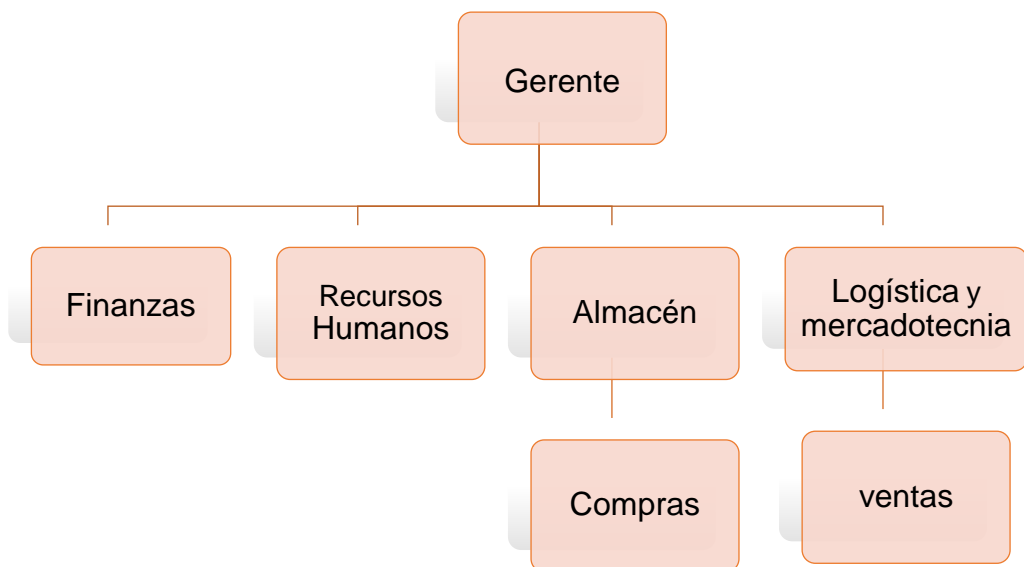 Gerente
Finanzas
Recursos
Humanos
Almacén
Logística y
mercadotecnia
Compras
ventas